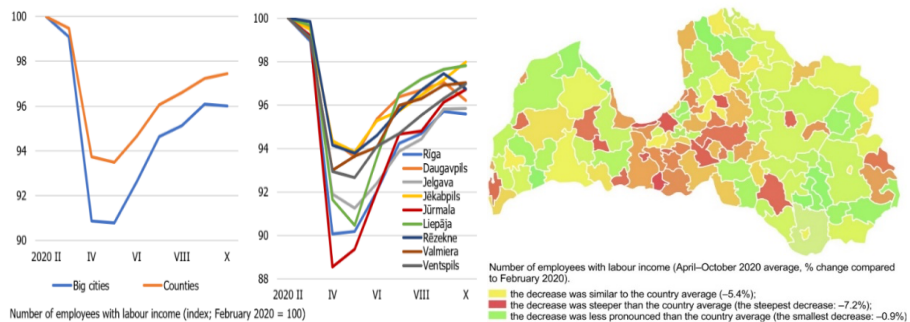 100
98
96
94
92
90
2020 II
IV
VI
VIII
X
Big cities
Counties
Number of employees with labour income (index; February 2020 = 100)
100
98
96
94
92
90
88
2020 II
IV
VI
VIII
X
Rīga
Daugavpils
Jelgava
Jēkabpils
Jūrmala
Liepāja
Rēzekne
Valmiera
Ventspils
Number of employees with labour income (April–October 2020 average, % change compared
to February 2020).
the decrease was similar to the country average (–5.4%);
the decrease was steeper than the country average (the steepest decrease: –7.2%);
the decrease was less pronounced than the country average (the smallest decrease: –0.9%)